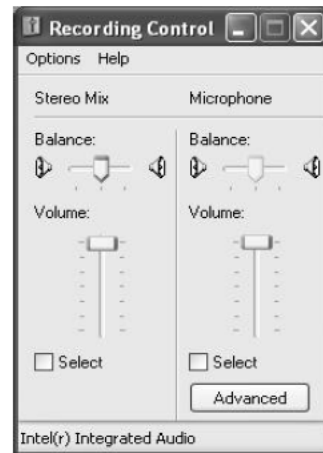 Recording Control
Options Help
Stereo Mix Microphone
Balance: Balance:
Volume: Volume:
Select Select
Advanced
Intel(r) Integrated Audio